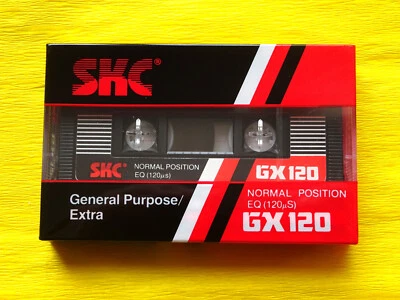 SKC®
SKC
NORMAL POSITION
EQ (120µS)
GX120
General Purpose/
Extra
NORMAL POSITION
EQ (120µS)
GX120